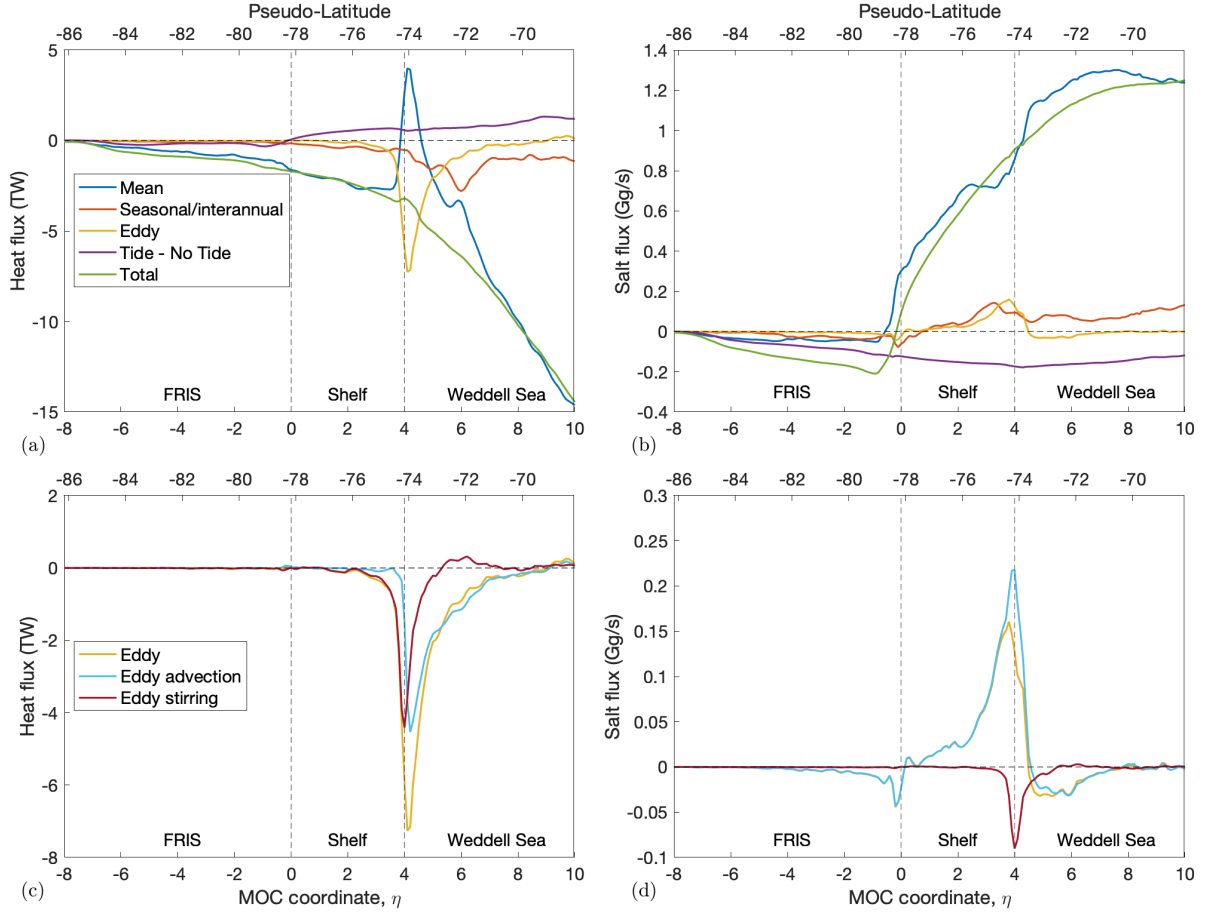 Pseudo-Latitude
-86 -84 -82 -80 -78 -76 -74 -72 -70
5
0
-5
-10
-15
Heat flux (TW)
Mean
Seasonal/interannual
Eddy
Tide - No Tide
Total
FRIS Shelf Weddell Sea
-8 -6 -4 -2 0 2 4 6 8 10
(a)
Pseudo-Latitude
-86 -84 -82 -80 -78 -76 -74 -72 -70
1.4
1.2
1
0.8
0.6
0.4
0.2
0
-0.2
-0.4
Salt flux (Gg/s)
FRIS Shelf Weddell Sea
-8 -6 -4 -2 0 2 4 6 8 10
(b)
-86 -84 -82 -80 -78 -76 -74 -72 -70
2
0
-2
-4
-6
-8
Heat flux (TW)
Eddy
Eddy advection
Eddy stirring
FRIS Shelf Weddell Sea
-8 -6 -4 -2 0 2 4 6 8 10
(c)
MOC coordinate, η
-86 -84 -82 -80 -78 -76 -74 -72 -70
0.3
0.25
0.2
0.15
0.1
0.05
0
-0.05
-0.1
Salt flux (Gg/s)
FRIS Shelf Weddell Sea
-8 -6 -4 -2 0 2 4 6 8 10
(d)
MOC coordinate, η